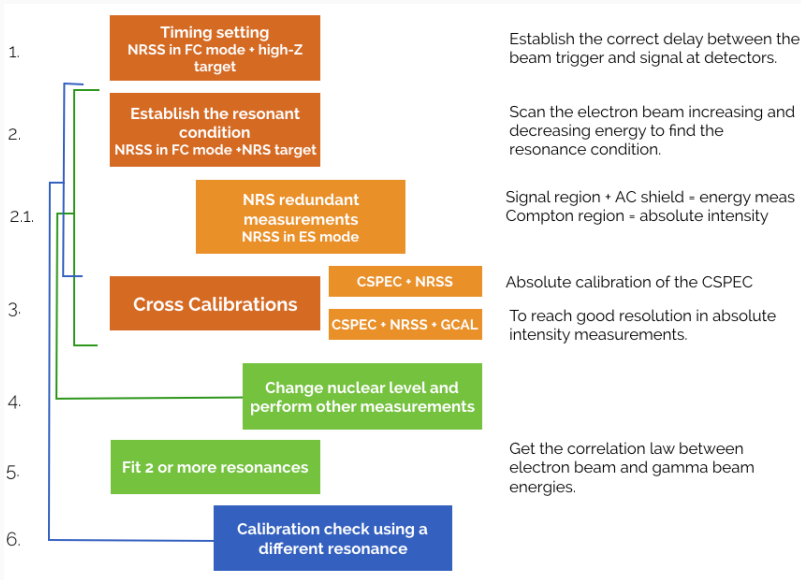 1.
Timing setting
NRSS in FC mode + high-Z
target
Establish the correct delay between the
beam trigger and signal at detectors.
2.
Establish the resonant
condition
NRSS in FC mode +NRS target
Scan the electron beam increasing and
decreasing energy to find the
resonance condition.
2.1.
NRS redundant
measurements
NRSS in ES mode
Signal region + AC shield = energy meas
Compton region = absolute intensity
3.
Cross Calibrations
CSPEC + NRSS
Absolute calibration of the CSPEC
CSPEC + NRSS + GCAL
To reach good resolution in absolute
intensity measurements.
4.
Change nuclear level and
perform other measurements
5.
Fit 2 or more resonances
Get the correlation law between
electron beam and gamma beam
energies.
6.
Calibration check using a
different resonance